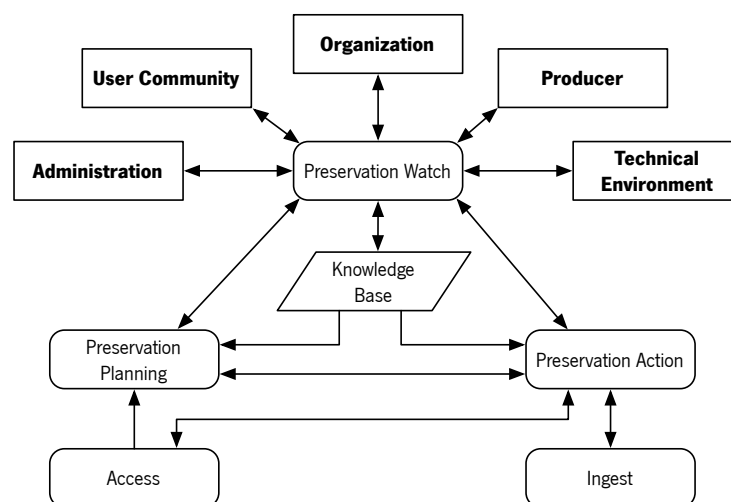 Organization
User Community
Producer
Administration
Preservation Watch
Technical
Environment
Knowledge
Base
Preservation
Planning
Preservation Action
Access
Ingest